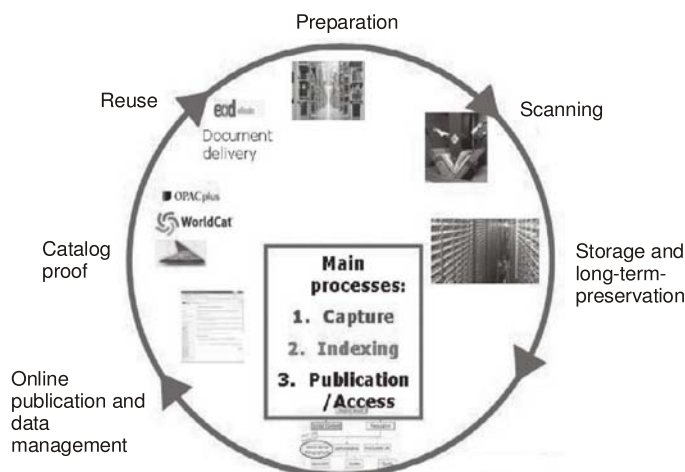 Preparation
Reuse
Scanning
eod
Document
delivery
OPACplus
WorldCat
Catalog
proof
Storage and
long-term-
preservation
Main
processes:
1. Capture
2. Indexing
3. Publication
/Access
Online
publication and
data
management